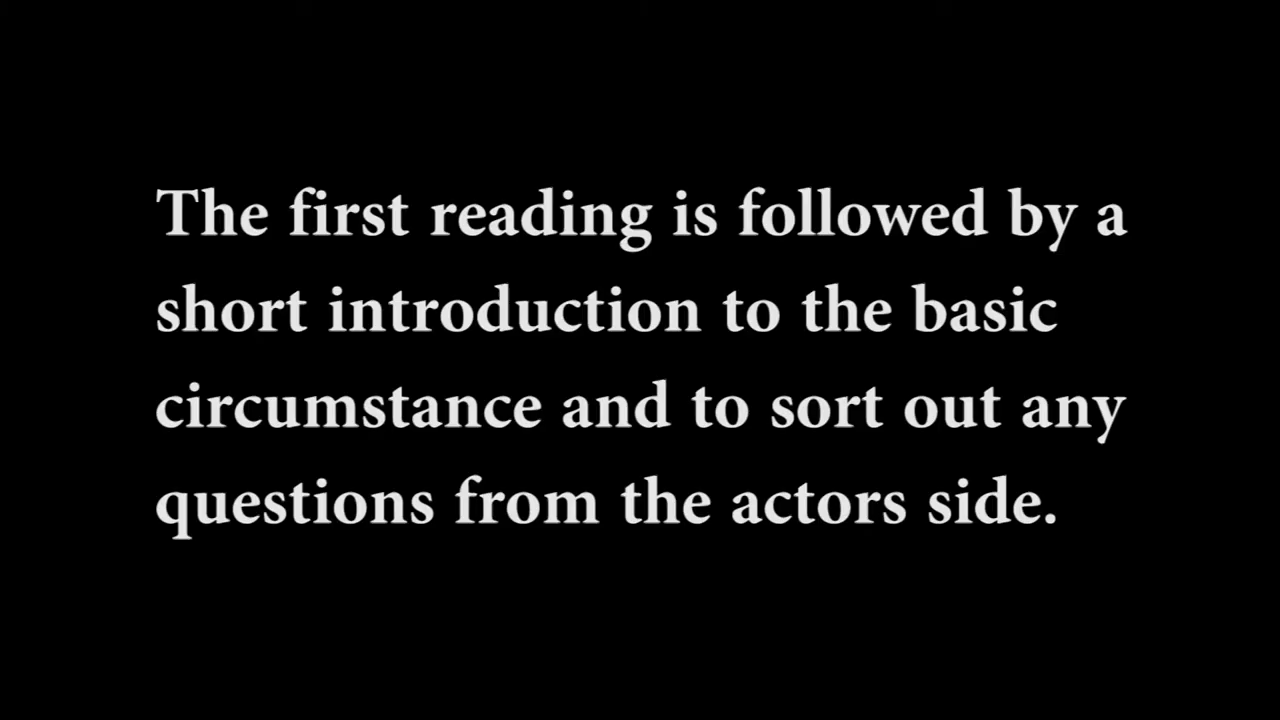 The first reading is followed by a
short introduction to the basic
circumstance and to sort out any
questions from the actors side.